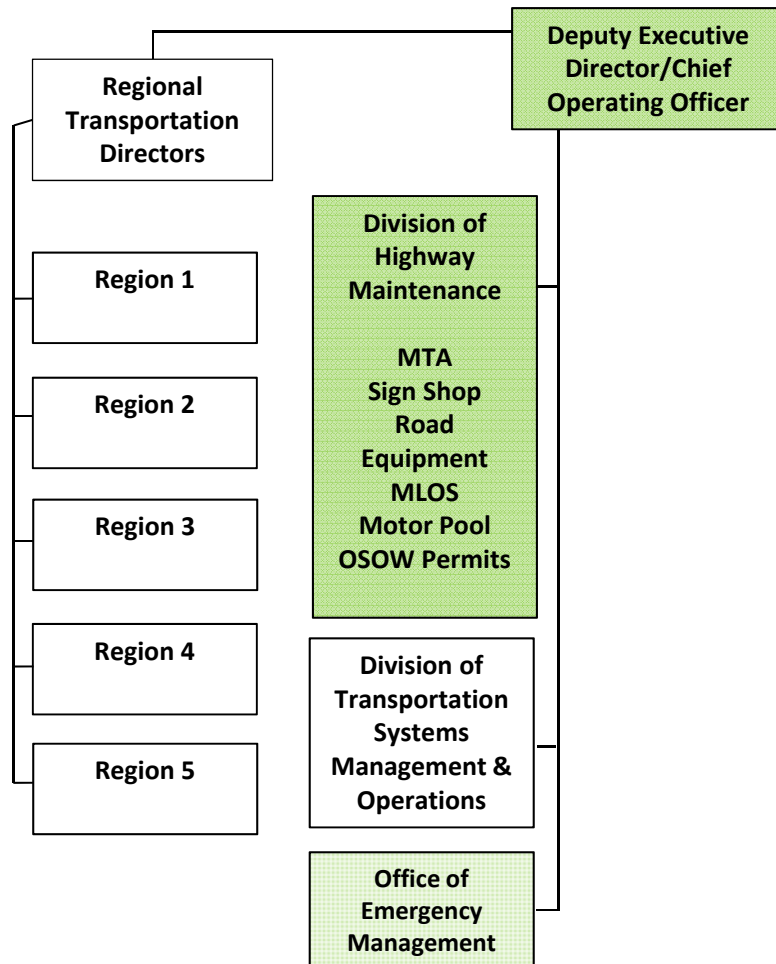 Deputy Executive
Director/Chief
Operating Officer
Regional
Transportation
Directors
Region 1
Region 2
Region 3
Region 4
Region 5
Division of
Highway
Maintenance
MTA
Sign Shop
Road
Equipment
MLOS
Motor Pool
OSOW Permits
Division of
Transportation
Systems
Management &
Operations
Office of
Emergency
Management